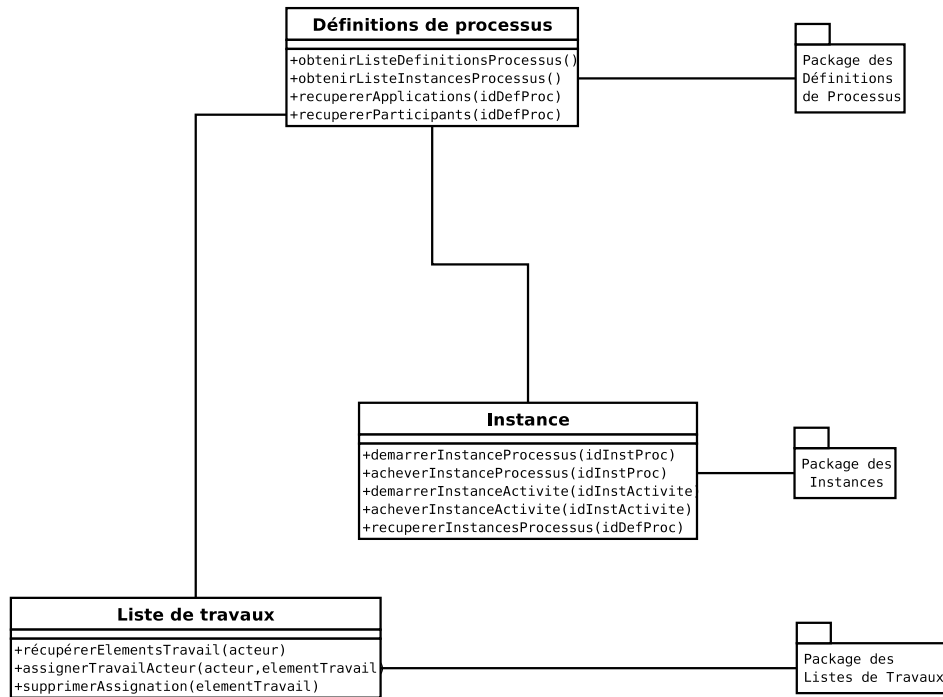 Définitions de processus
+obtenirListeDefinitionsProcessus()
+obtenirListeInstancesProcessus()
+recupererApplications(idDefProc)
+recupererParticipants(idDefProc)
Package des
Définitions
de Processus
Instance
+demarrerInstanceProcessus(idInstProc)
+acheverInstanceProcessus(idInstProc)
+demarrerInstanceActivite(idInstActivite)
+acheverInstanceActivite(idInstActivite)
+recupererInstancesProcessus(idDefProc)
Package des
Instances
Liste de travaux
+récupérerElementsTravail(acteur)
+assignerTravailActeur(acteur,elementTravail)
+supprimerAssignation(elementTravail)
Package des
Listes de Travaux